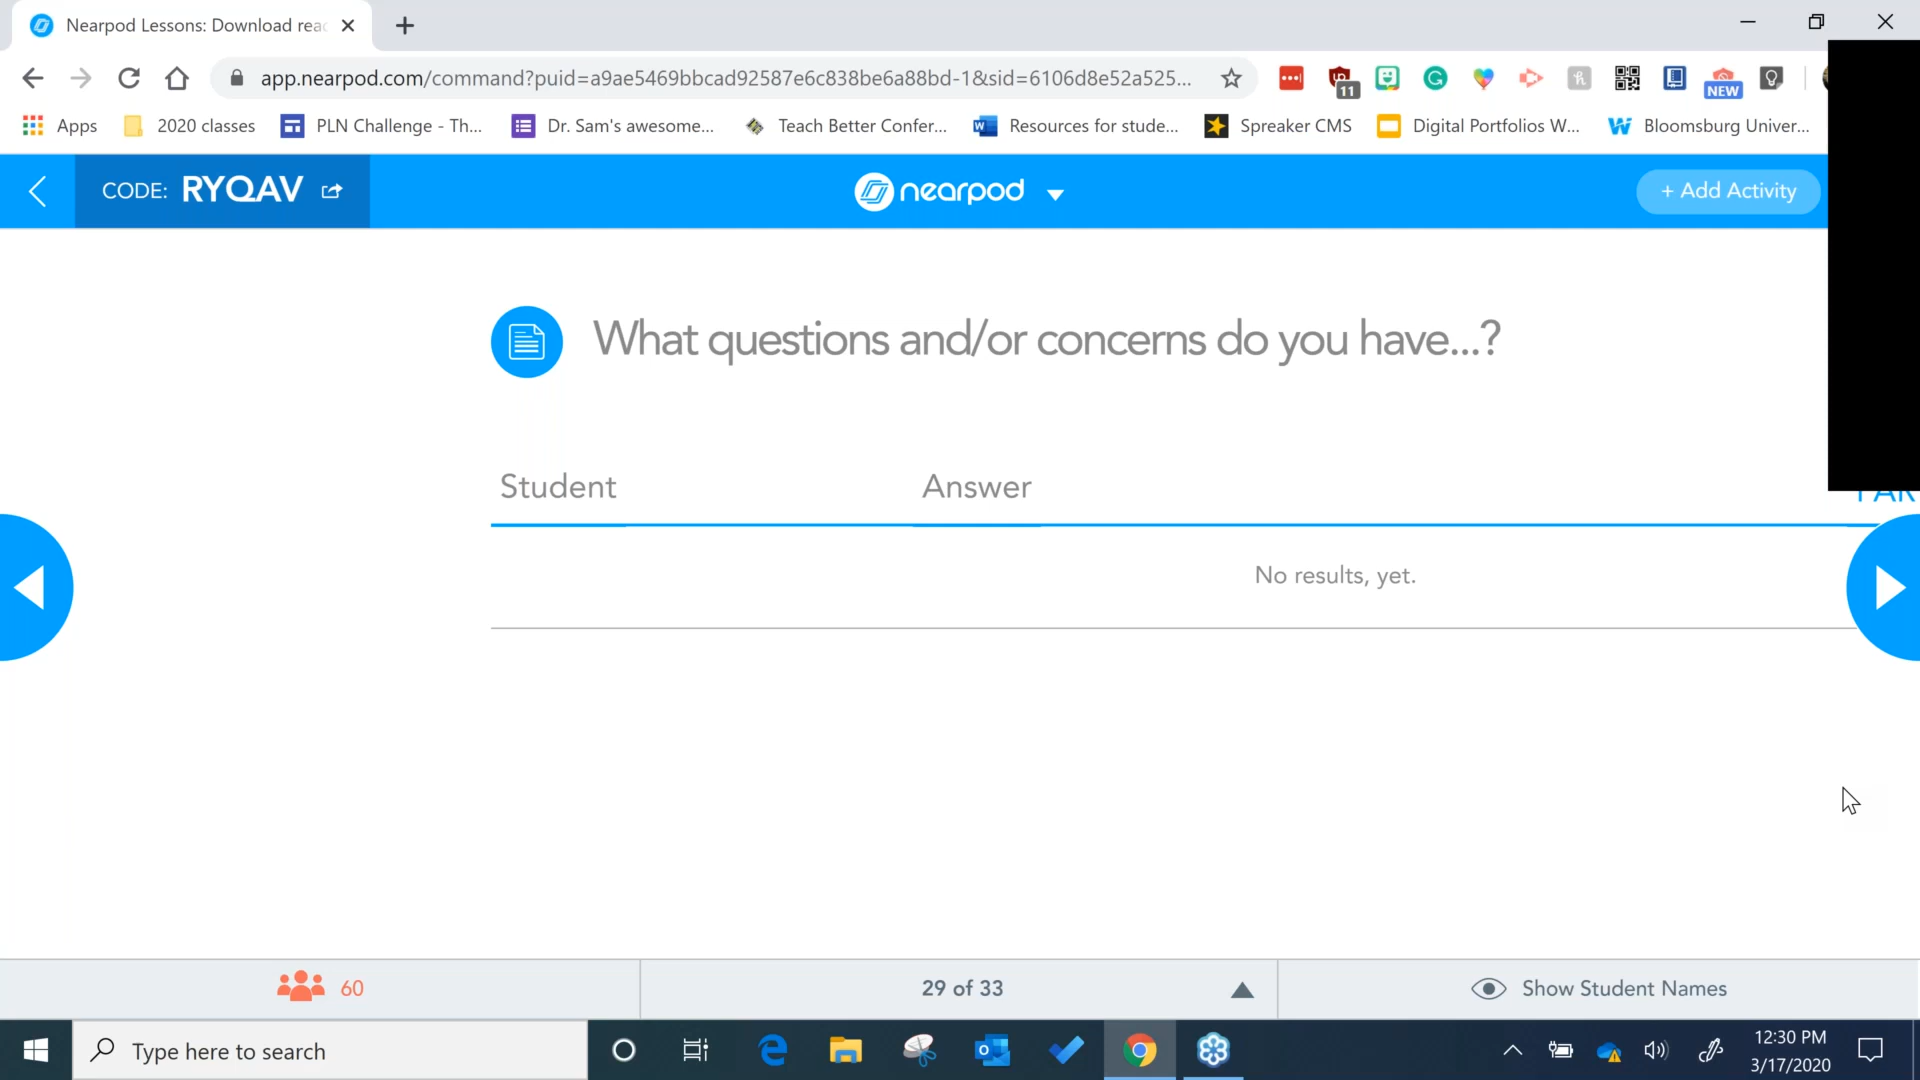 Nearpod Lessons: Download rea
app.nearpod.com/command?puid=a9ae5469bbcad92587e6c838be6a88bd-1&sid=6106d8e52a525...
11
NEW
Apps
2020 classes
PLN Challenge - Th...
Dr. Sam's awesome...
Teach Better Confer...
Resources for stude...
Spreaker CMS
Digital Portfolios W...
Bloomsburg Univer...
CODE: RYQAV
nearpod
+ Add Activity
What questions and/or concerns do you have...?
Student
Answer
No results, yet.
60
29 of 33
Show Student Names
Type here to search
12:30 PM
3/17/2020